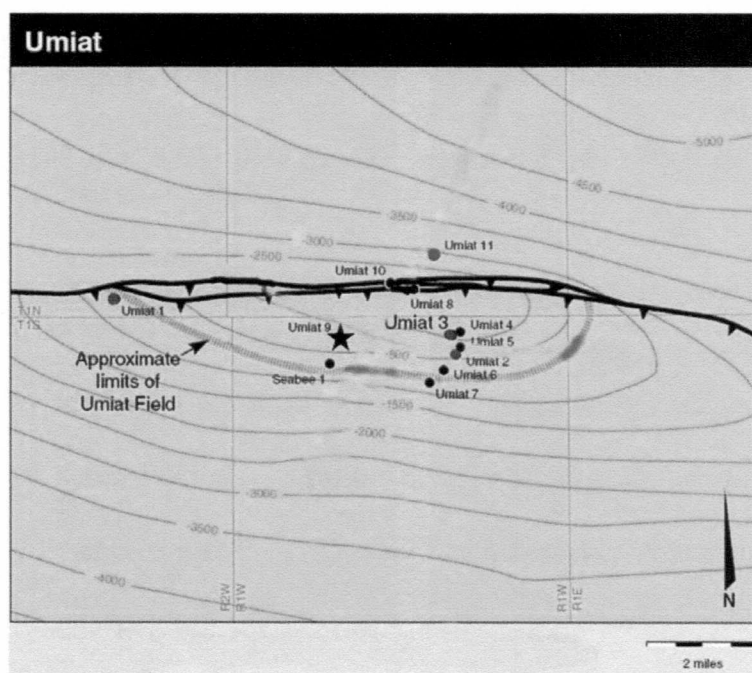 Umiat
-5000
-4500
-4000
-3500
-3000
-2500
Umiat 11
Umiat 10
Umiat 8
Umiat 1
T1N
T1S
Umiat 9
Umiat 3
Umiat 4
Umiat 5
Umiat 2
Umiat 6
Umiat 7
Seabee 1
Approximate
limits of
Umiat Field
-500
-1500
-2000
-3000
-3500
-4000
R2W
R1W
R1W
R1E
N
2 miles